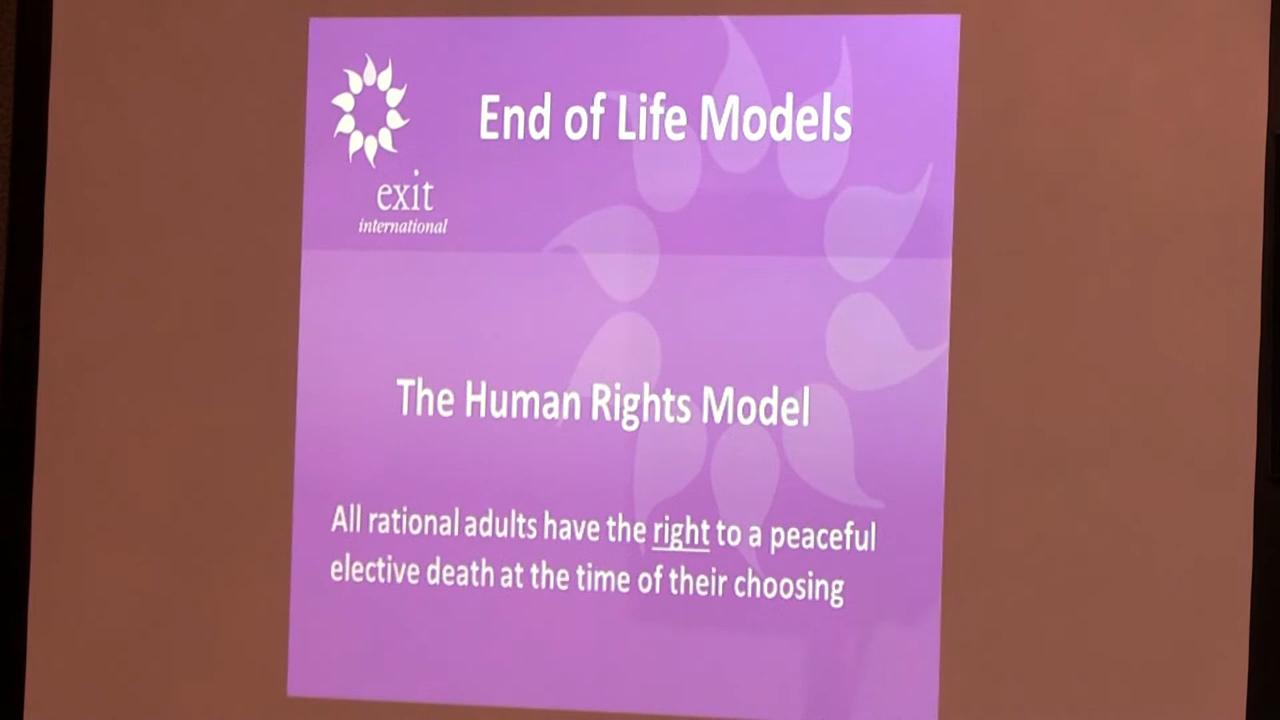 End of Life Models
exit
international
The Human Rights Model
All rational adults have the right to a peaceful
elective death at the time of their choosing